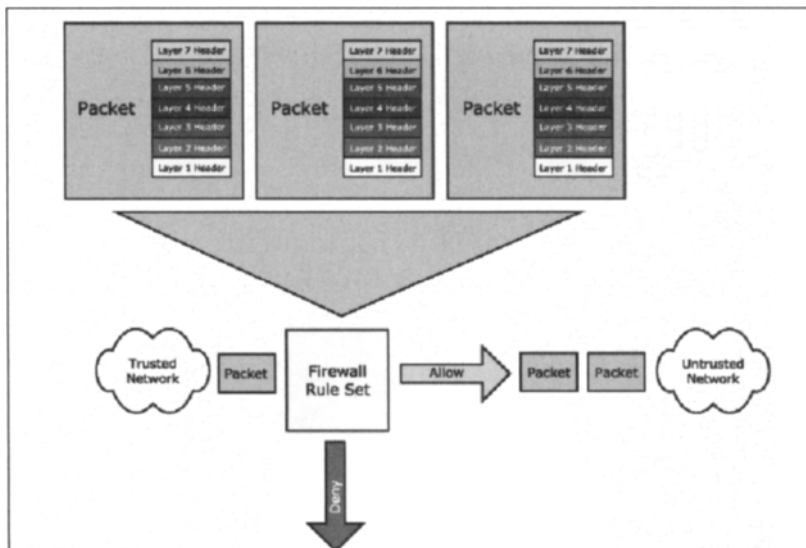 Packet
Layer 7 Header
Layer 6 Header
Layer 5 Header
Layer 4 Header
Layer 3 Header
Layer 2 Header
Layer 1 Header
Packet
Layer 7 Header
Layer 6 Header
Layer 5 Header
Layer 4 Header
Layer 3 Header
Layer 2 Header
Layer 1 Header
Packet
Layer 7 Header
Layer 6 Header
Layer 5 Header
Layer 4 Header
Layer 3 Header
Layer 2 Header
Layer 1 Header
Trusted
Network
Packet
Firewall
Rule Set
Allow
Packet
Packet
Untrusted
Network
Deny